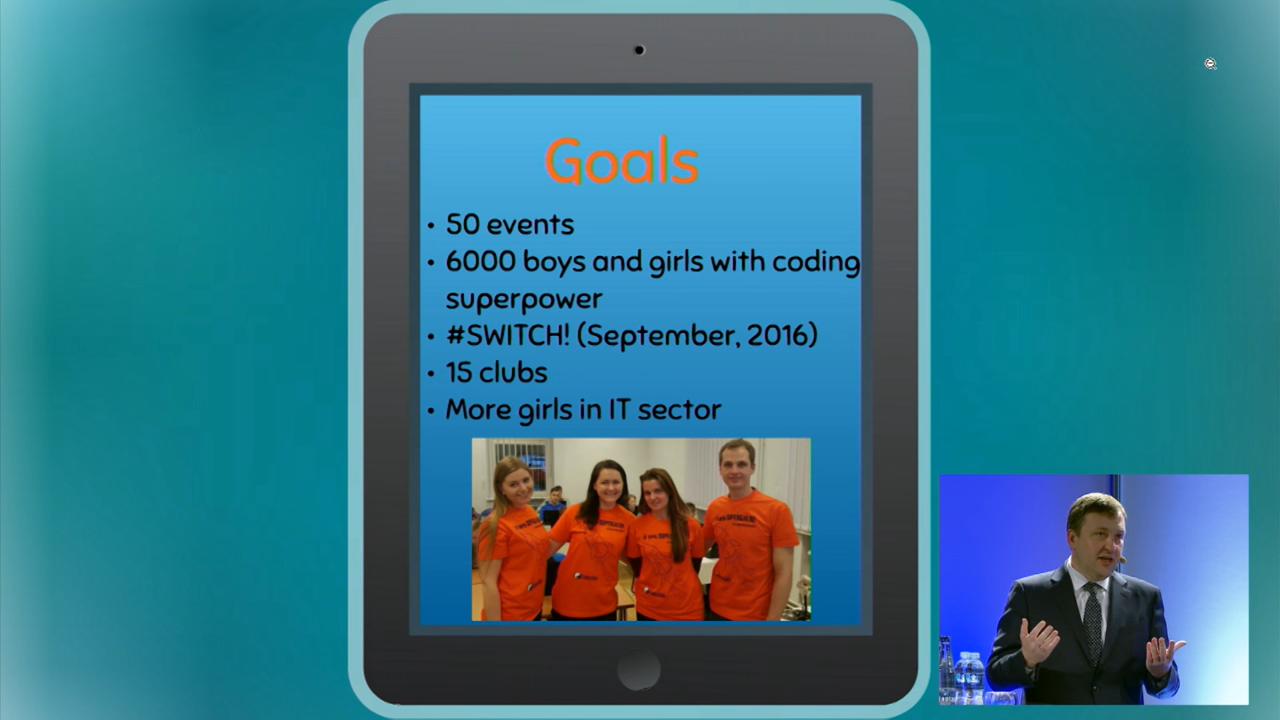 Goals
• 50 events
• 6000 boys and girls with coding
superpower
• #SWITCH! (September, 2016)
• 15 clubs
• More girls in IT sector